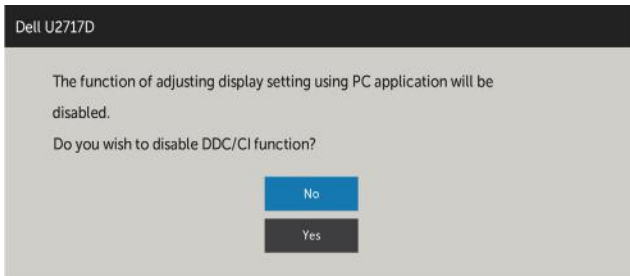 Dell U2717D
The function of adjusting display setting using PC application will be
disabled.
Do you wish to disable DDC/CI function?
No
Yes